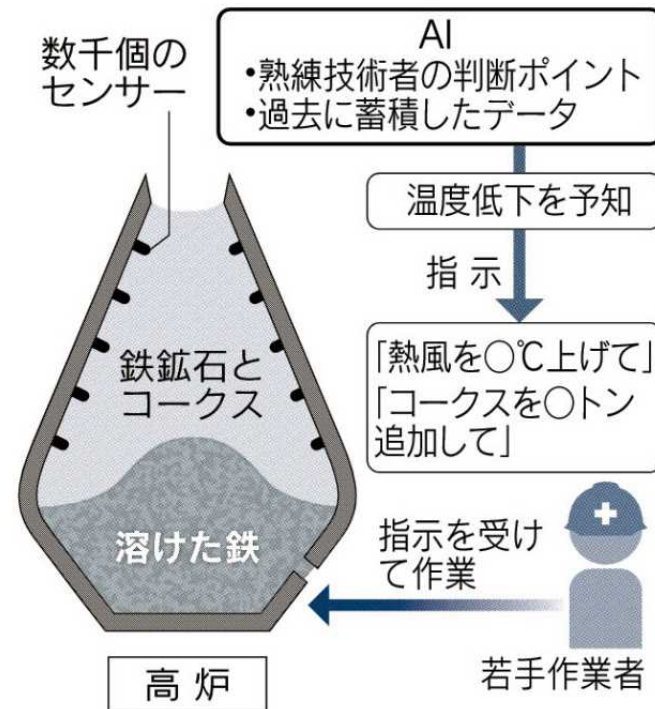 数千個の
センサー
AI
•熟練技術者の判断ポイント
•過去に蓄積したデータ
温度低下を予知
指示
「熱風を○℃上げて」
「コークスを○トン
追加して」
鉄鉱石と
コークス
溶けた鉄
指示を受け
て作業
若手作業者
高炉